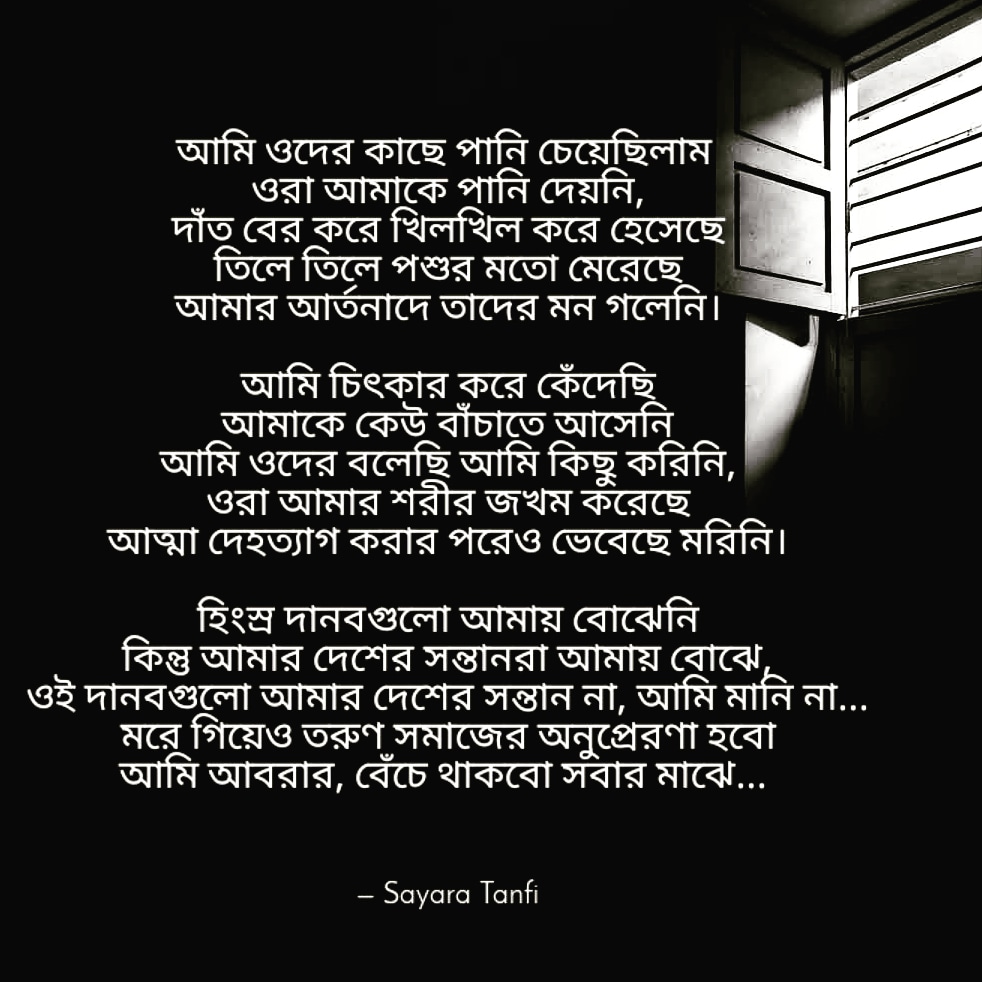 আমি ওদের কাছে পানি চেয়েছিলাম
ওরা আমাকে পানি দেয়নি,
দাঁত বের করে খিলখিল করে হেসেছে
তিলে তিলে পশুর মতো মেরেছে
আমার আর্তনাদে তাদের মন গলেনি।
আমি চিৎকার করে কেঁদেছি
আমাকে কেউ বাঁচাতে আসেনি
আমি ওদের বলেছি আমি কিছু করিনি,
ওরা আমার শরীর জখম করেছে
আত্মা দেহত্যাগ করার পরেও ভেবেছে মরিনি।
হিংস্র দানবগুলো আমায় বোঝেনি
কিন্তু আমার দেশের সন্তানরা আমায় বোঝে,
ওই দানবগুলো আমার দেশের সন্তান না, আমি মানি না...
মরে গিয়েও তরুণ সমাজের অনুপ্রেরণা হবো
আমি আবরার, বেঁচে থাকবো সবার মাঝে...
– Sayara Tanfi